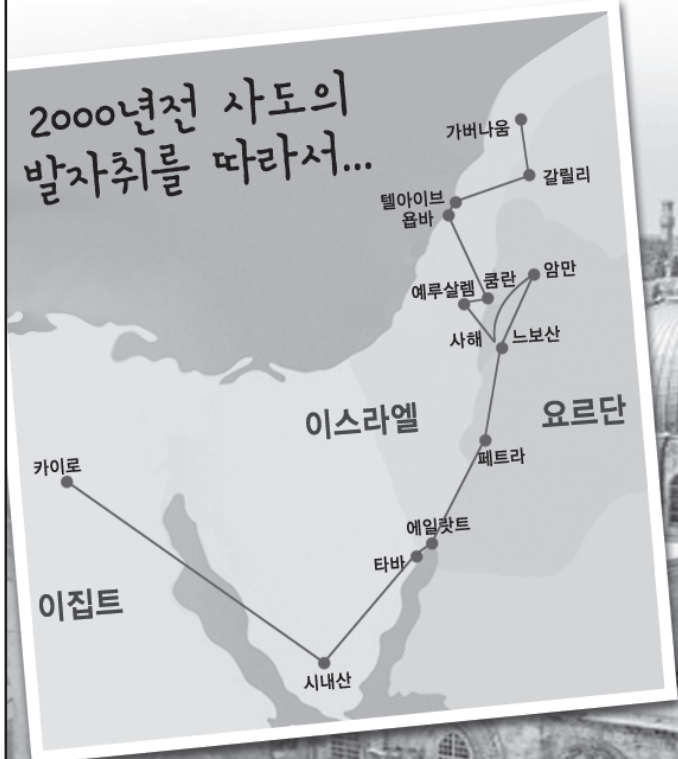 2000년전 사도의
발자취를 따라서...
가버나움
갈릴리
텔아이브
욥바
암만
쿰란
예루살렘
사해
느보산
이스라엘
요르단
페트라
카이로
에일랏트
타바
이집트
시내산